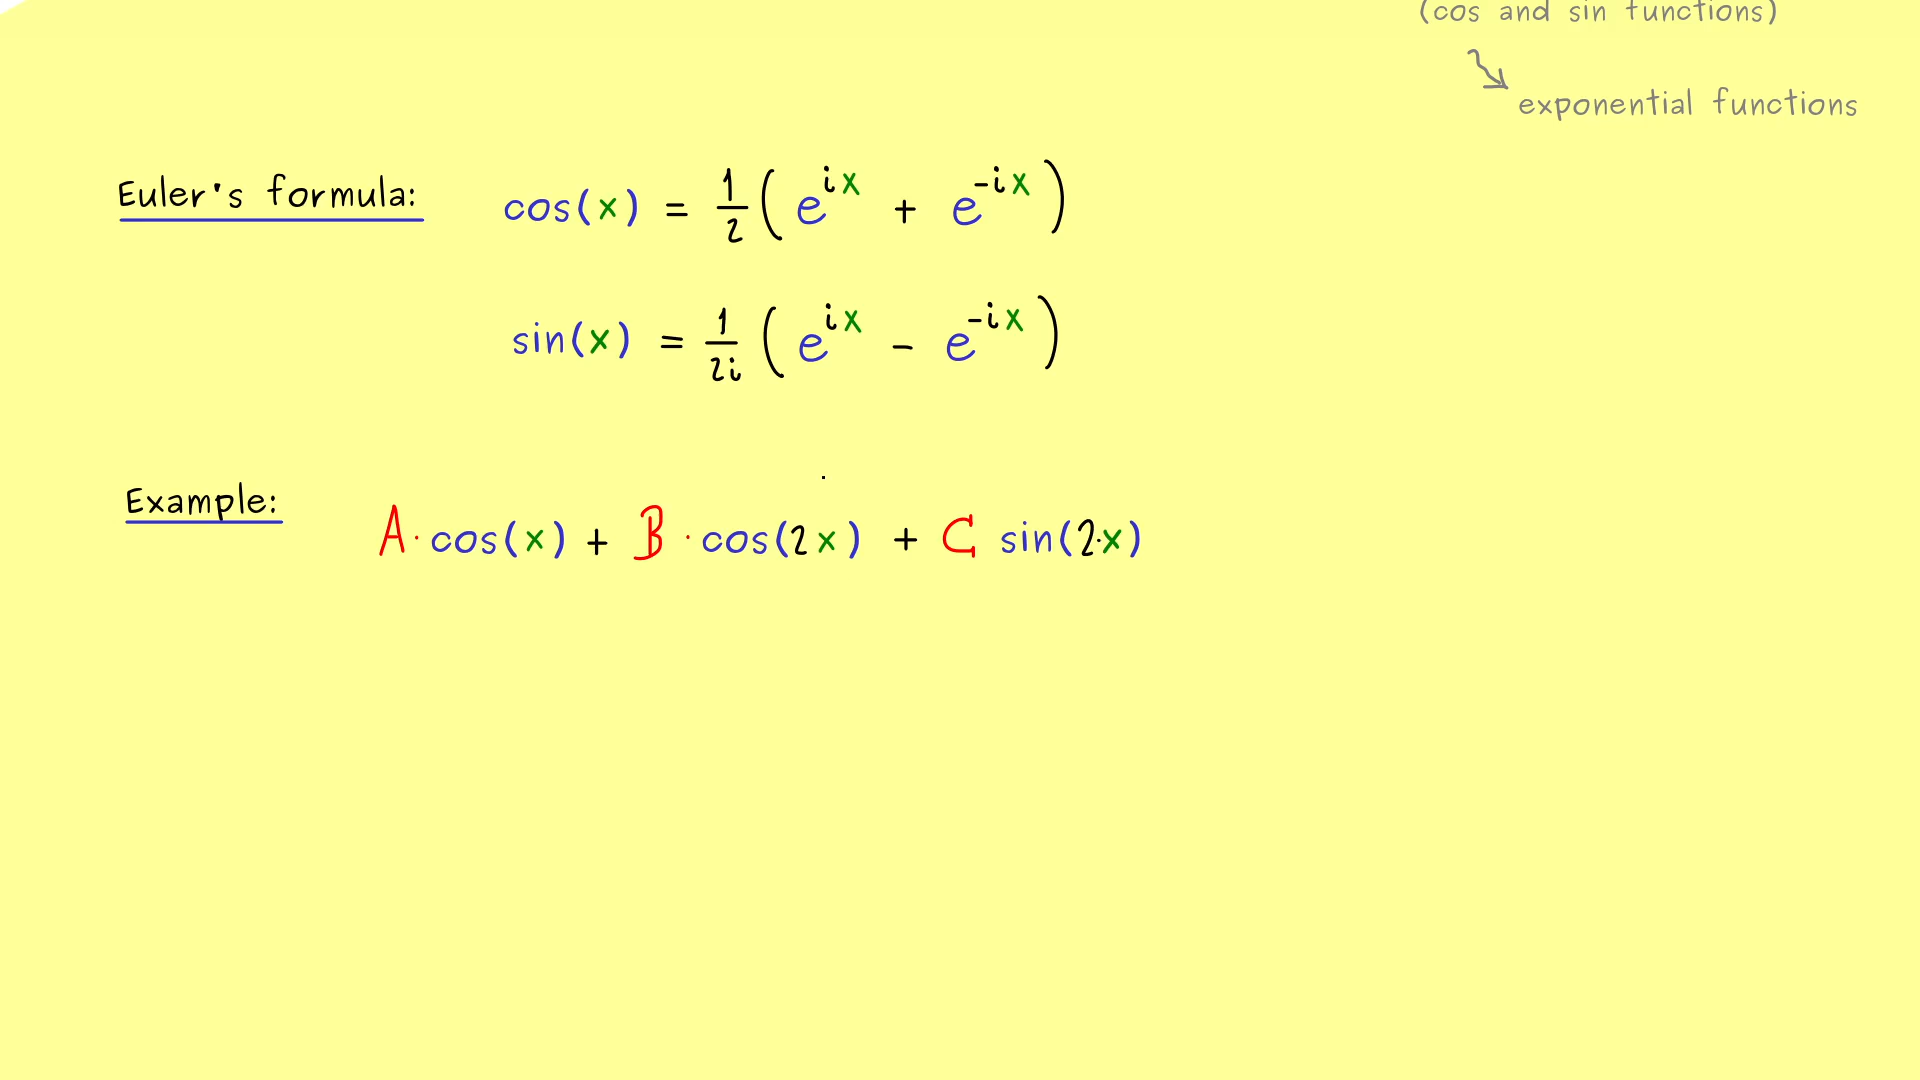 (cos and sin functions)
exponential functions
Euler's formula: cos(x) = 1/2 ( e^{ix} + e^{-ix} )
sin(x) = 1/2i ( e^{ix} - e^{-ix} )
Example: A · cos(x) + B · cos(2x) + C sin(2·x)